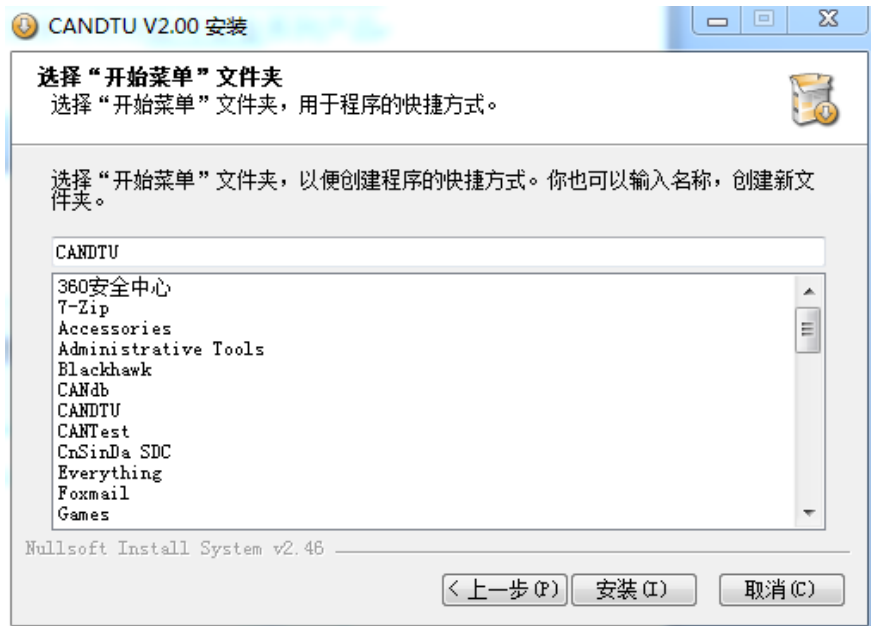 CANDTU V2.00 安装
选择“开始菜单”文件夹
选择“开始菜单”文件夹，用于程序的快捷方式。
选择“开始菜单”文件夹，以便创建程序的快捷方式。你也可以输入名称，创建新文
件夹。
CANDTU
360安全中心
7-Zip
Accessories
Administrative Tools
Blackhawk
CANdb
CANDTU
CANTest
CnSinDa SDC
Everything
Foxmail
Games
Nullsoft Install System v2.46
< 上一步(P) 安装(I) 取消(C)